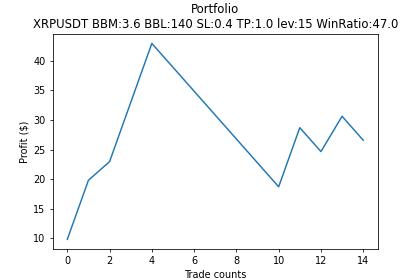 Portfolio
XRPUSDT BBM:3.6 BBL:140 SL:0.4 TP:1.0 lev:15 WinRatio:47.0
40
35
30
25
20
15
10
Profit ($)
0 2 4 6 8 10 12 14
Trade counts